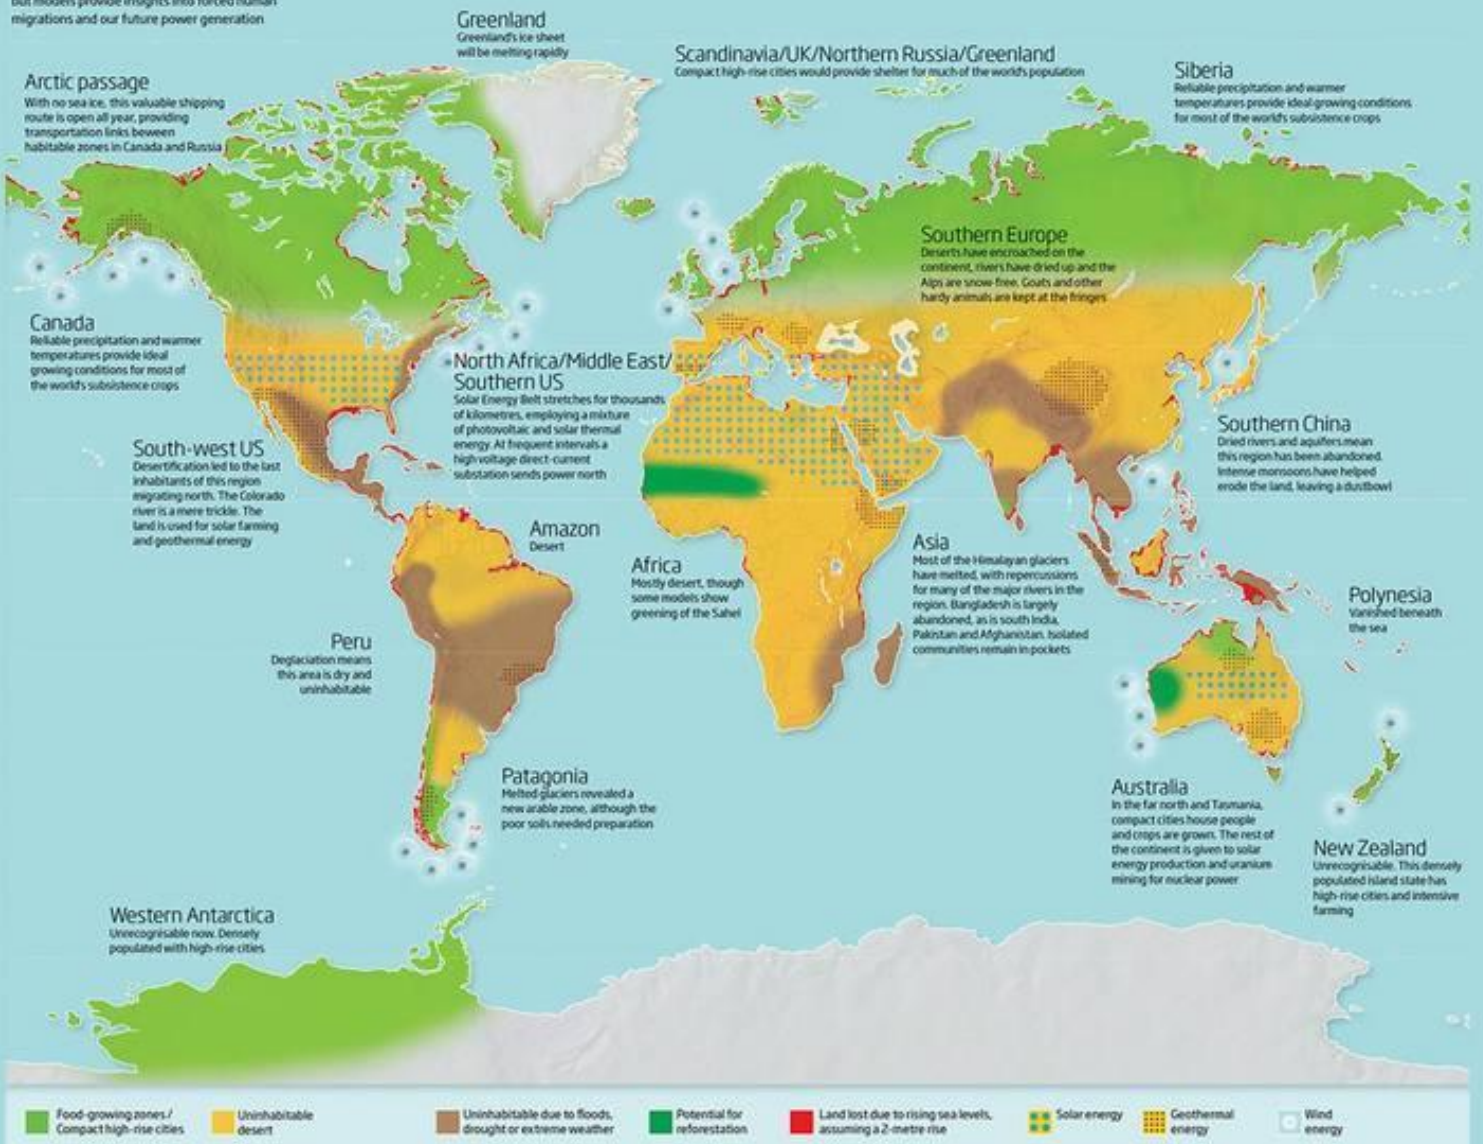 but models provide insights into forced human
migrations and our future power generation
Greenland
Greenland's ice sheet
will be melting rapidly
Scandinavia/UK/Northern Russia/Greenland
Compact high-rise cities would provide shelter for much of the world's population
Siberia
Reliable precipitation and warmer
temperatures provide ideal growing conditions
for most of the world's subsistence crops
Arctic passage
With no sea ice, this valuable shipping
route is open all year, providing
transportation links beween
habitable zones in Canada and Russia
Southern Europe
Deserts have encroached on the
continent, rivers have dried up and the
Alps are snow-free. Goats and other
hardy animals are kept at the fringes
Canada
Reliable precipitation and warmer
temperatures provide ideal
growing conditions for most of
the world's subsistence crops
North Africa/Middle East/
Southern US
Solar Energy Belt stretches for thousands
of kilometres, employing a mixture
of photovoltaic and solar thermal
energy. At frequent intervals a
high voltage direct-current
substation sends power north
South-west US
Desertification led to the last
inhabitants of this region
migrating north. The Colorado
river is a mere trickle. The
land is used for solar farming
and geothermal energy
Southern China
Dried rivers and aquifers mean
this region has been abandoned.
Intense monsoons have helped
erode the land, leaving a dustbowl
Amazon
Desert
Africa
Mostly desert, though
some models show
greening of the Sahel
Asia
Most of the Himalayan glaciers
have melted, with repercussions
for many of the major rivers in the
region. Bangladesh is largely
abandoned, as is south India,
Pakistan and Afghanistan. Isolated
communities remain in pockets
Polynesia
Vanished beneath
the sea
Peru
Deglaciation means
this area is dry and
uninhabitable
Patagonia
Melted glaciers revealed a
new arable zone, although the
poor soils needed preparation
Australia
In the far north and Tasmania,
compact cities house people
and crops are grown. The rest of
the continent is given to solar
energy production and uranium
mining for nuclear power
New Zealand
Unrecognisable. This densely
populated island state has
high-rise cities and intensive
farming
Western Antarctica
Unrecognisable now. Densely
populated with high-rise cities
Food-growing zones/
Compact high-rise cities
Uninhabitable
desert
Uninhabitable due to floods,
drought or extreme weather
Potential for
reforestation
Land lost due to rising sea levels,
assuming a 2-metre rise
Solar energy
Geothermal
energy
Wind
energy